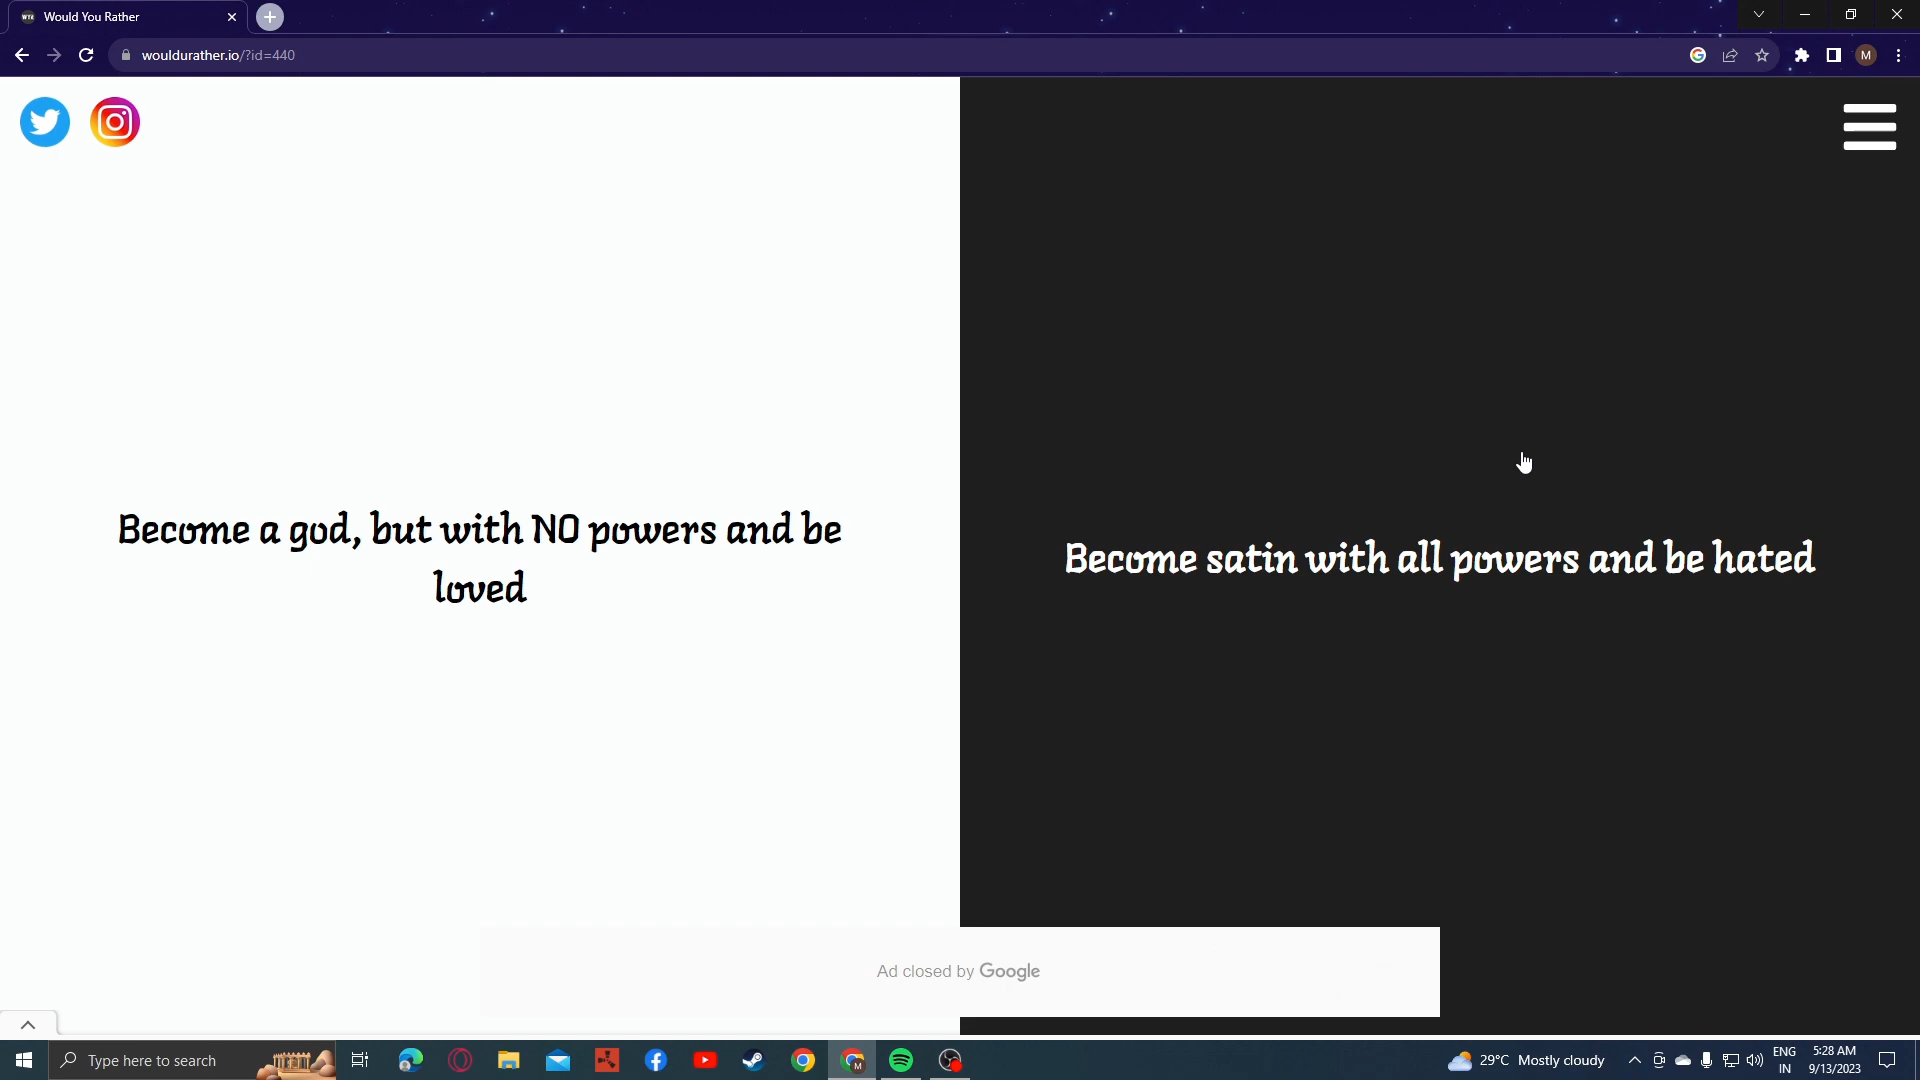 Would You Rather
wouldurather.io/?id=440
M
Become a god, but with NO powers and be
loved
Become satin with all powers and be hated
Ad closed by Google
Type here to search
M
29°C Mostly cloudy
ENG
IN
5:28 AM
9/13/2023